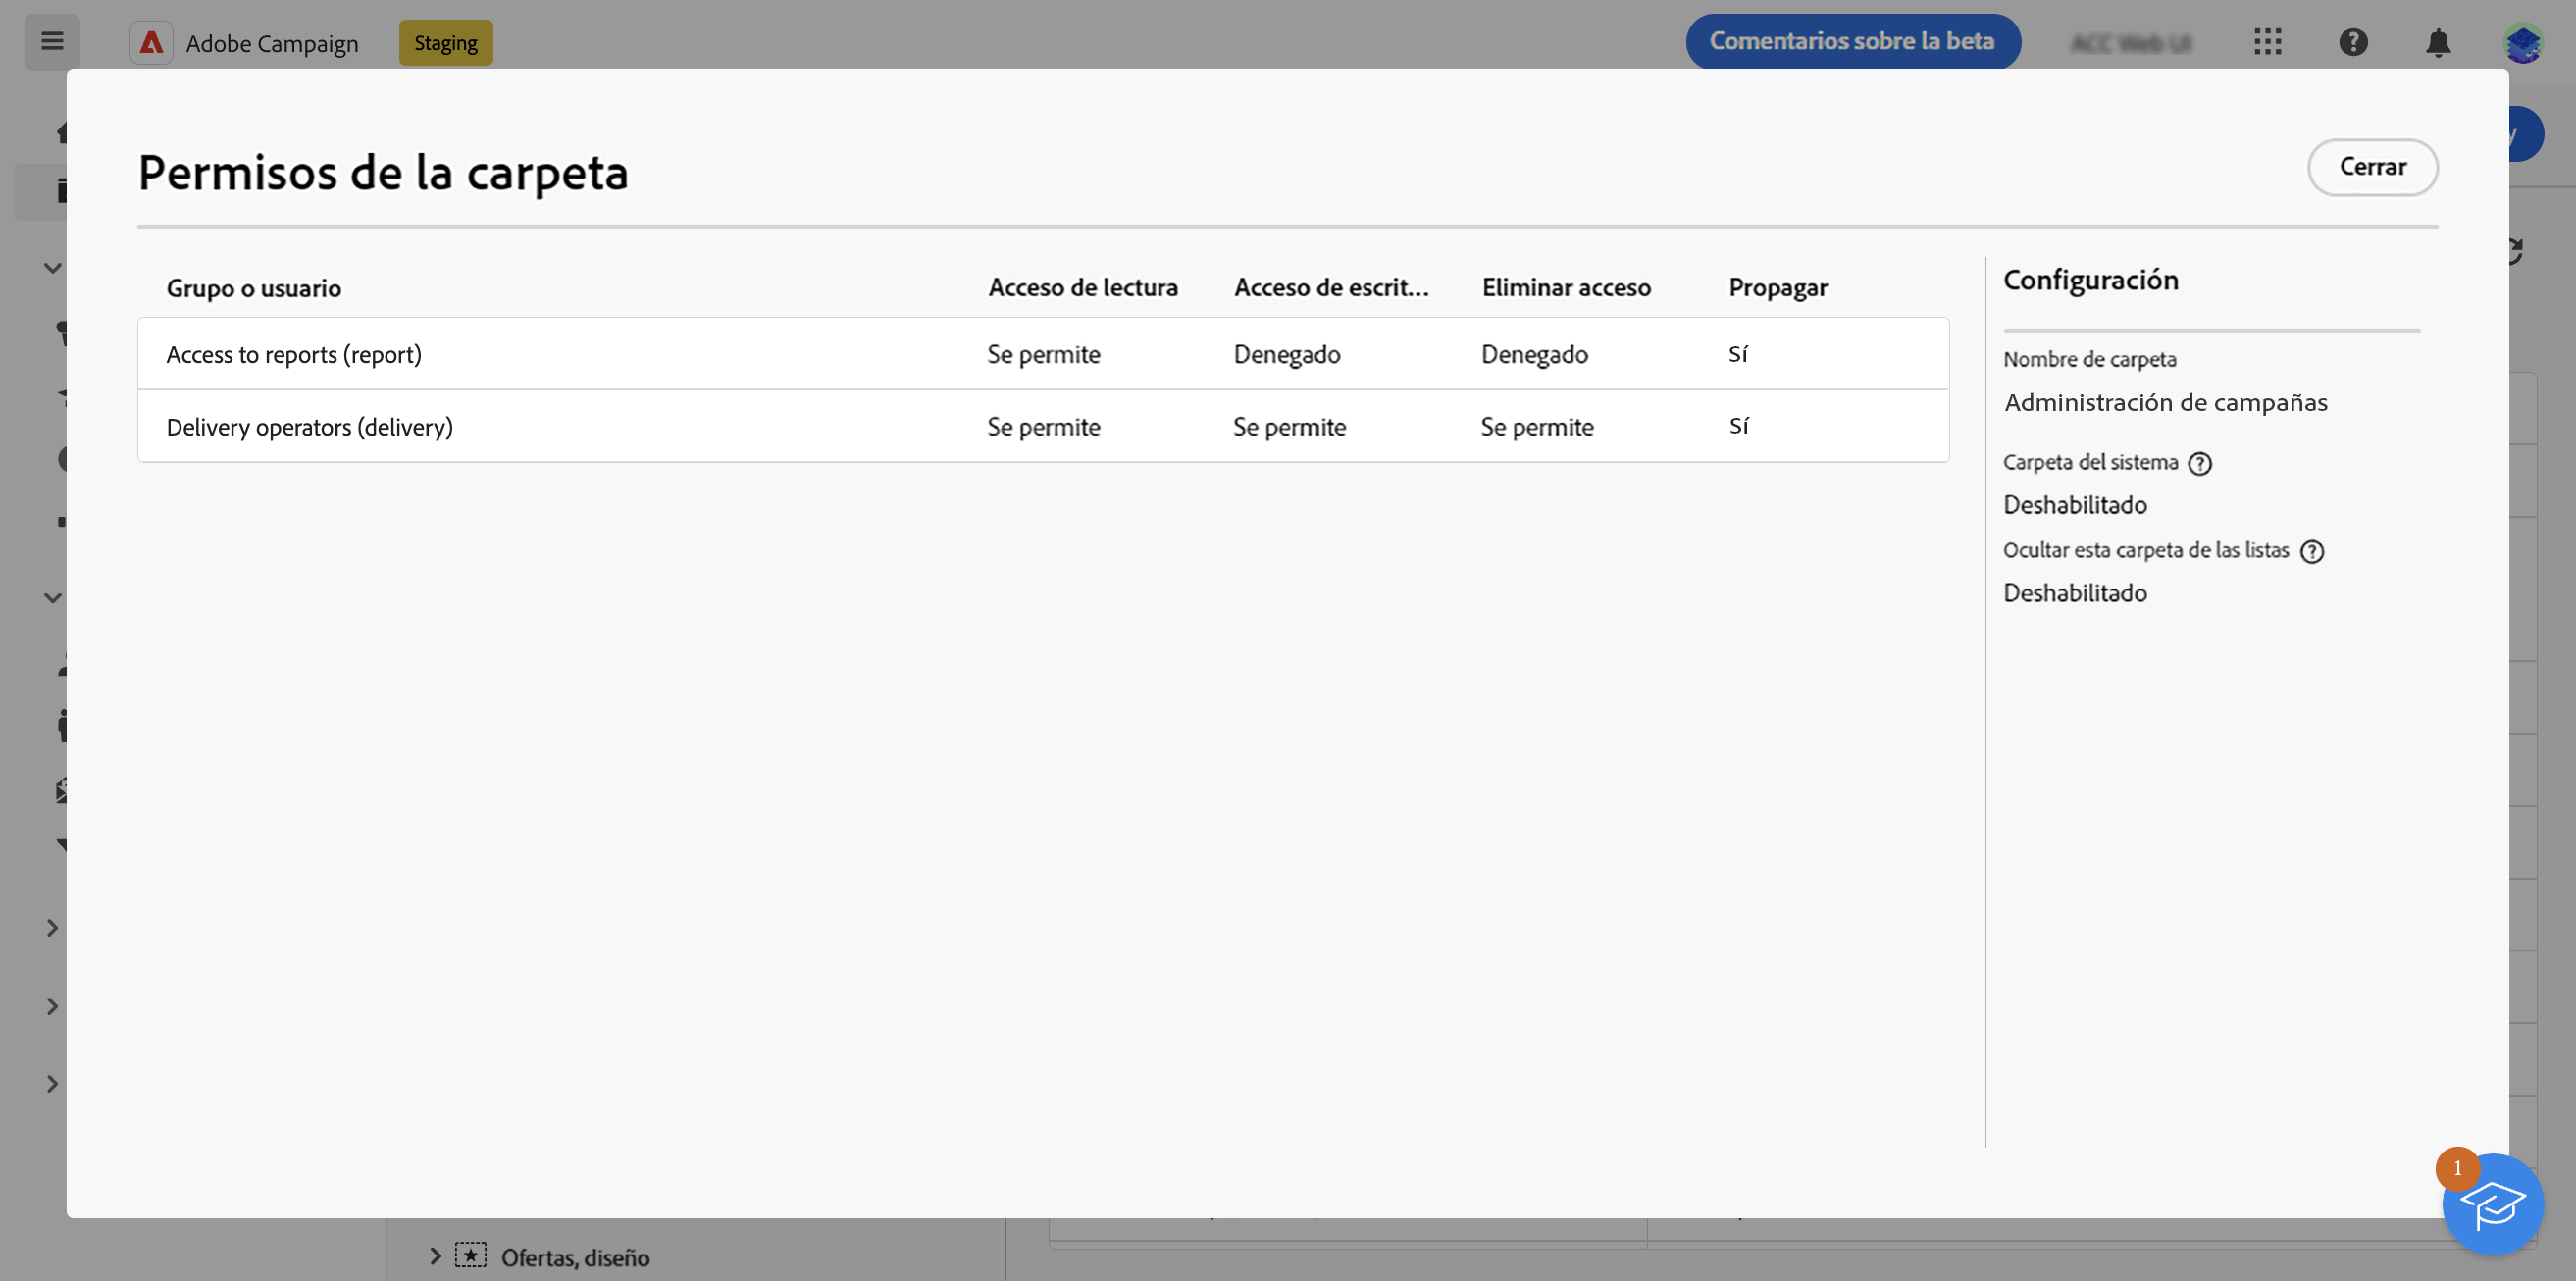 Adobe Campaign Staging Comentarios sobre la beta
Permisos de la carpeta
Cerrar
Grupo o usuario Acceso de lectura Acceso de escrit... Eliminar acceso Propagar
Access to reports (report) Se permite Denegado Denegado Sí
Delivery operators (delivery) Se permite Se permite Se permite Sí
Configuración
Nombre de carpeta
Administración de campañas
Carpeta del sistema
Deshabilitado
Ocultar esta carpeta de las listas
Deshabilitado
1
Ofertas, diseño